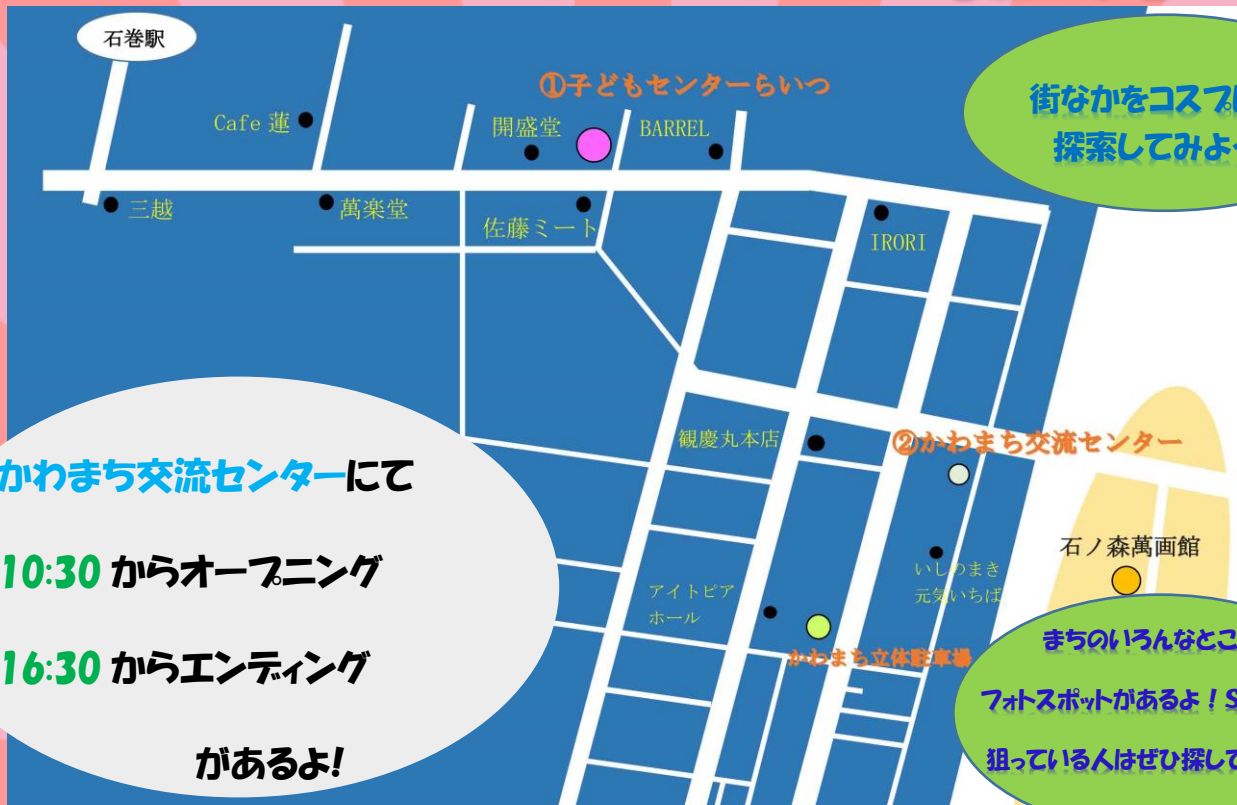 石巻駅
①子どもセンターらいつ
街なかをコスプ
探索してみよ
Cafe 蓮
開盛堂
BARREL
三越
萬楽堂
佐藤ミート
IRORI
観慶丸本店
②かわまち交流センター
かわまち交流センターにて
10:30 からオープニング
16:30 からエンディング
があるよ!
石ノ森萬画館
いしのまき
元気いちば
アイトピア
ホール
かわまち立体駐車場
まちのいろんなとこ
フォトスポットがあるよ！S
狙っている人はぜひ探して